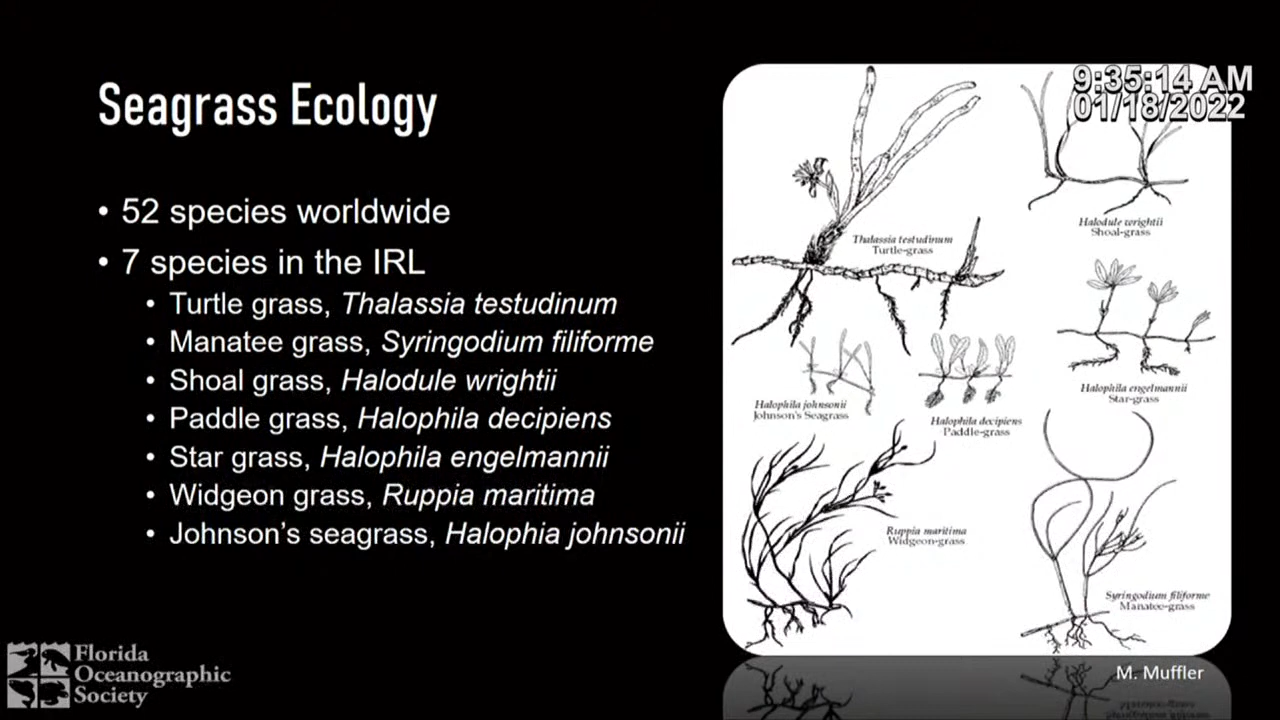 9:35:14 AM
01/18/2022
Seagrass Ecology
• 52 species worldwide
• 7 species in the IRL
• Turtle grass, Thalassia testudinum
• Manatee grass, Syringodium filiforme
• Shoal grass, Halodule wrightii
• Paddle grass, Halophila decipiens
• Star grass, Halophila engelmannii
• Widgeon grass, Ruppia maritima
• Johnson’s seagrass, Halophia johnsonii
Halodule wrightii
Shoal-grass
Thalassia testudinum
Turtle-grass
Halophila engelmannii
Star-grass
Halophila johnsonii
Johnson's Seagrass
Halophila decipiens
Paddle-grass
Ruppia maritima
Widgeon-grass
Syringodium filiforme
Manatee-grass
M. Muffler
Florida
Oceanographic
Society